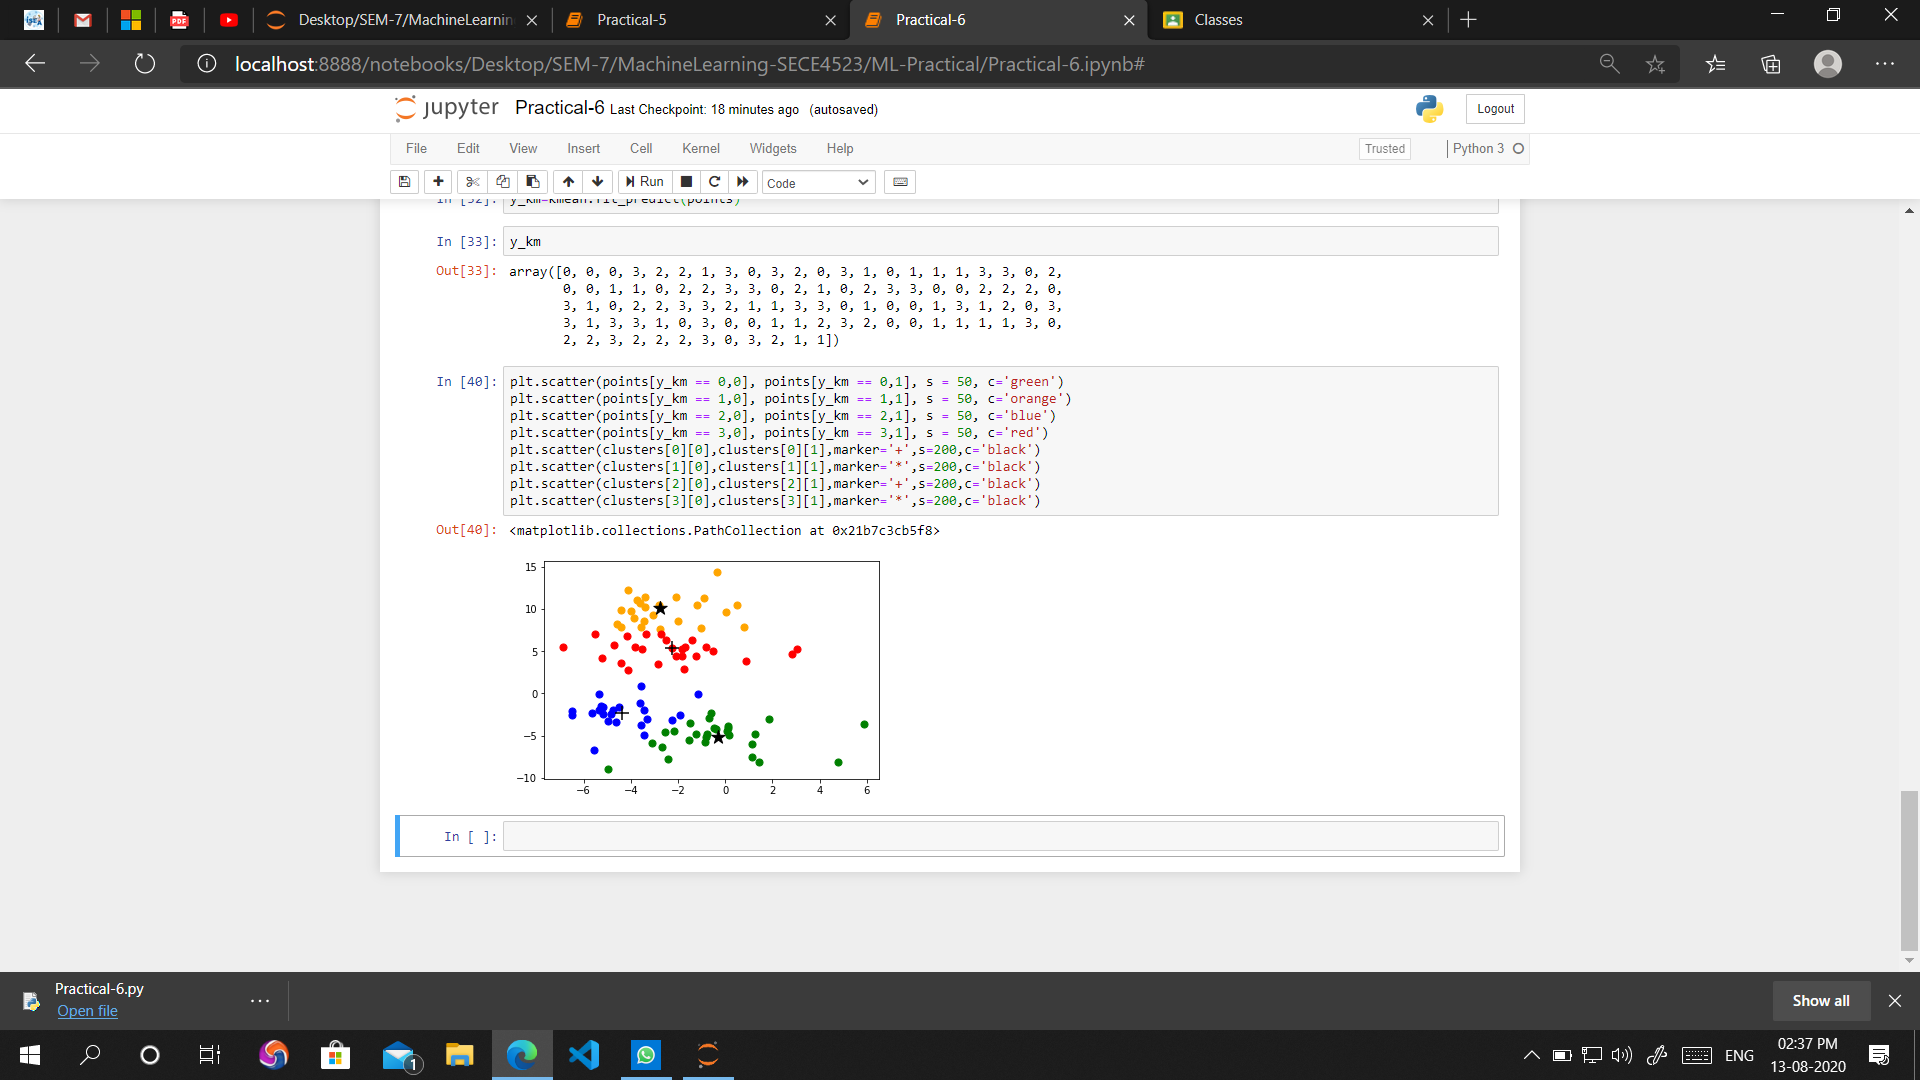 Desktop/SEM-7/MachineLearnin
Practical-5
Practical-6
Classes
localhost:8888/notebooks/Desktop/SEM-7/MachineLearning-SECE4523/ML-Practical/Practical-6.ipynb#
jupyter Practical-6 Last Checkpoint: 18 minutes ago (autosaved)
Logout
File Edit View Insert Cell Kernel Widgets Help
Trusted
Python 3
Run
Code
In [32]: y_km=kmean.fit_predict(points)
In [33]: y_km
Out[33]: array([0, 0, 0, 3, 2, 2, 1, 3, 0, 3, 2, 0, 3, 1, 0, 1, 1, 1, 3, 3, 0, 2,
0, 0, 1, 1, 0, 2, 2, 3, 3, 0, 2, 1, 0, 2, 3, 3, 0, 0, 2, 2, 2, 0,
3, 1, 0, 2, 2, 3, 3, 2, 1, 1, 3, 3, 0, 1, 0, 0, 1, 3, 1, 2, 0, 3,
3, 1, 3, 3, 1, 0, 3, 0, 0, 1, 1, 2, 3, 2, 0, 0, 1, 1, 1, 1, 3, 0,
2, 2, 3, 2, 2, 2, 3, 0, 3, 2, 1, 1])
In [40]: plt.scatter(points[y_km == 0,0], points[y_km == 0,1], s = 50, c='green')
plt.scatter(points[y_km == 1,0], points[y_km == 1,1], s = 50, c='orange')
plt.scatter(points[y_km == 2,0], points[y_km == 2,1], s = 50, c='blue')
plt.scatter(points[y_km == 3,0], points[y_km == 3,1], s = 50, c='red')
plt.scatter(clusters[0][0],clusters[0][1],marker='+',s=200,c='black')
plt.scatter(clusters[1][0],clusters[1][1],marker='*',s=200,c='black')
plt.scatter(clusters[2][0],clusters[2][1],marker='+',s=200,c='black')
plt.scatter(clusters[3][0],clusters[3][1],marker='*',s=200,c='black')
Out[40]: <matplotlib.collections.PathCollection at 0x21b7c3cb5f8>
15
10
5
0
−5
−10
−6 −4 −2 0 2 4 6
In [ ]:
Practical-6.py
Open file
Show all
1
ENG
02:37 PM
13-08-2020